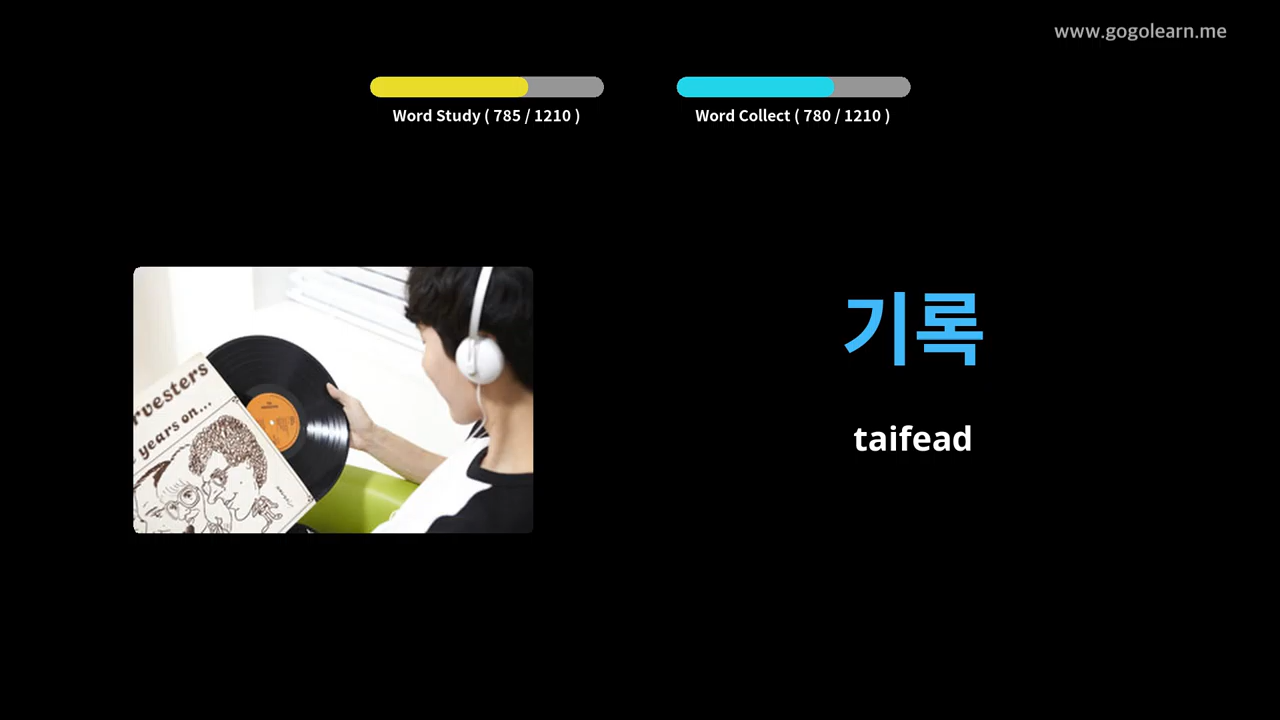 www.gogolearn.me
Word Study ( 785 / 1210 )
Word Collect ( 780 / 1210 )
rvesters
years on...
기록
taifead